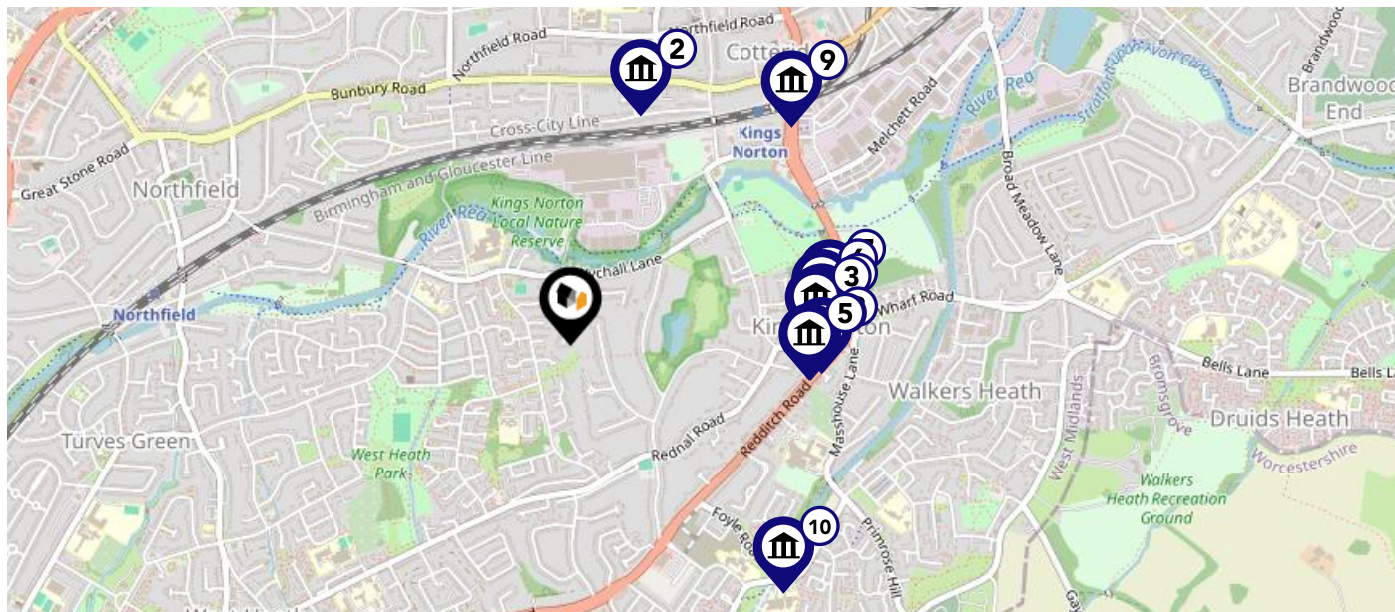 Northfield Road
Northfield Road
Cotterid
2
9
Bunbury Road
Cross-City Line
Birmingham and Gloucester Line
Kings
Norton
Melchett Road
River Rea
Stratford-upon-Avon Canal
Brandwood
Brandwood
End
Great Stone Road
Northfield
River Rea
Kings Norton
Local Nature
Reserve
Broad Meadow Lane
ychall Lane
3
5
Wharf Road
Northfield
Bells Lane
Bells L
Walkers Heath
Masshouse Lane
Redditch Road
Rednal Road
Turves Green
West Heath
Park
West Midlands
Bromsgrove
Druids Heath
Worcestershire
Walkers
Heath Recreation
Ground
10
Primrose Hill